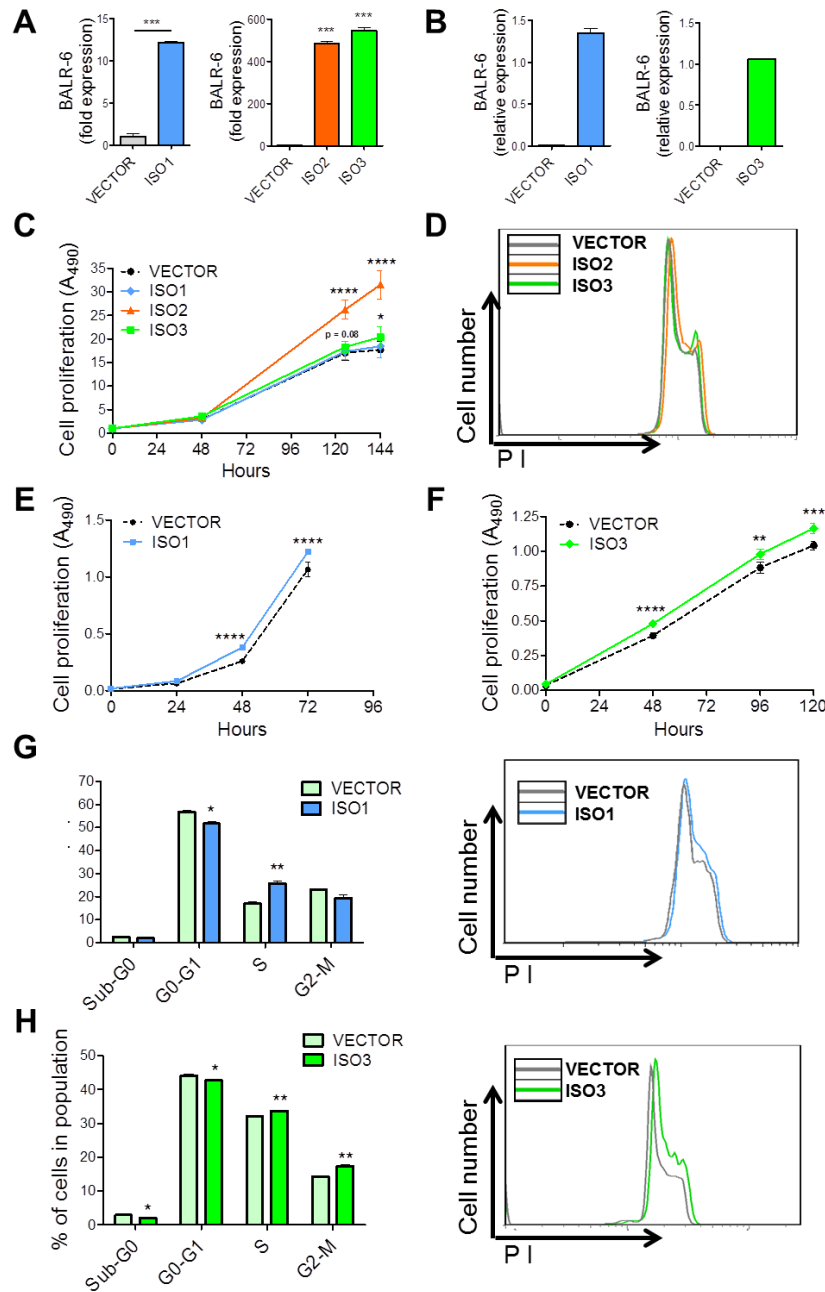 A
***
BALR-6
(fold expression)
15
10
5
0
VECTOR
ISO1
***
***
BALR-6
(fold expression)
600
400
200
0
VECTOR
ISO2
ISO3
B
BALR-6
(relative expression)
1.5
1.0
0.5
0.0
VECTOR
ISO1
BALR-6
(relative expression)
1.5
1.0
0.5
0.0
VECTOR
ISO3
C
Cell proliferation (A490)
35
30
25
20
15
10
5
0
VECTOR
ISO1
ISO2
ISO3
****
****
p = 0.08
*
0 24 48 72 96 120 144
Hours
D
VECTOR
ISO2
ISO3
Cell number
P I
E
Cell proliferation (A490)
1.5
1.0
0.5
0.0
VECTOR
ISO1
****
****
0 24 48 72 96
Hours
F
Cell proliferation (A490)
1.25
1.00
0.75
0.50
0.25
0.00
VECTOR
ISO3
****
**
***
0 24 48 72 96 120
Hours
G
70
60
50
40
30
20
10
0
VECTOR
ISO1
*
**
Sub-G0
G0-G1
S
G2-M
VECTOR
ISO1
Cell number
P I
H
% of cells in population
50
40
30
20
10
0
VECTOR
ISO3
*
*
**
**
Sub-G0
G0-G1
S
G2-M
VECTOR
ISO3
Cell number
P I